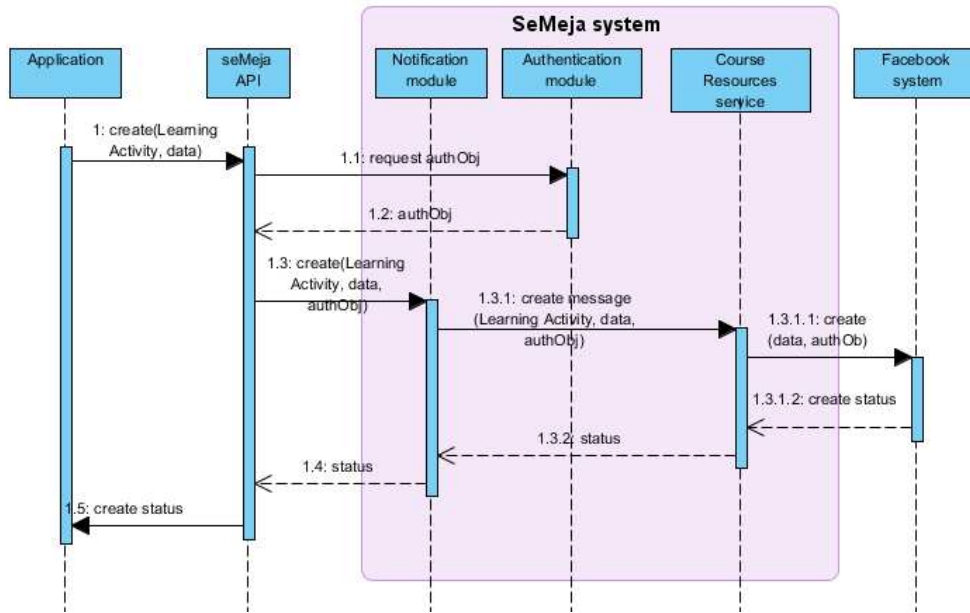 SeMeja system
Application
seMeja
API
Notification
module
Authentication
module
Course
Resources
service
Facebook
system
1: create(Learning
Activity, data)
1.1: request authObj
1.2: authObj
1.3: create(Learning
Activity, data,
authObj)
1.3.1: create message
(Learning Activity, data,
authObj)
1.3.1.1: create
(data, authOb)
1.3.1.2: create status
1.3.2: status
1.4: status
1.5: create status